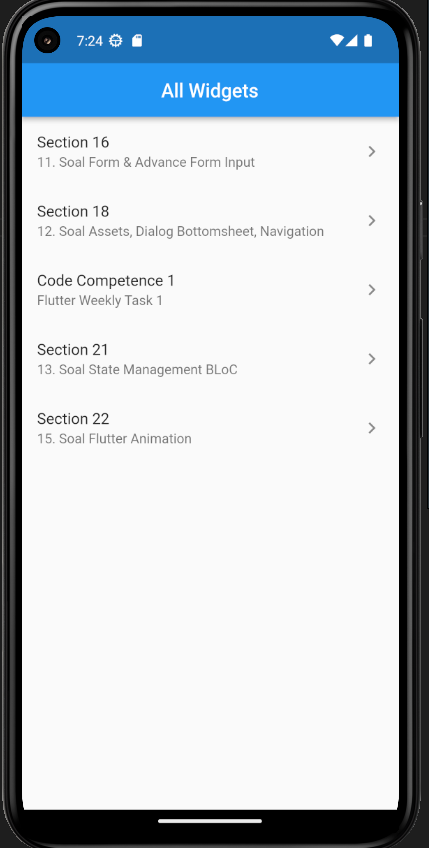 7:24
All Widgets
Section 16
11. Soal Form & Advance Form Input
Section 18
12. Soal Assets, Dialog Bottomsheet, Navigation
Code Competence 1
Flutter Weekly Task 1
Section 21
13. Soal State Management BLoC
Section 22
15. Soal Flutter Animation